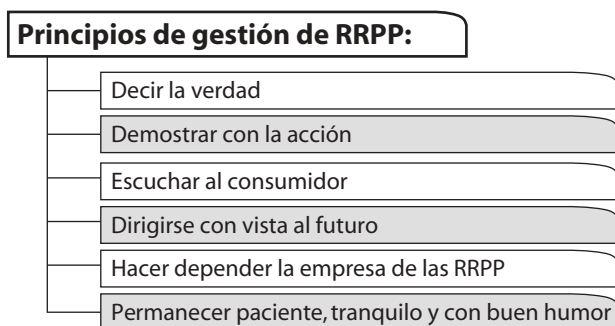 Principios de gestión de RRPP:
Decir la verdad
Demostrar con la acción
Escuchar al consumidor
Dirigirse con vista al futuro
Hacer depender la empresa de las RRPP
Permanecer paciente, tranquilo y con buen humor